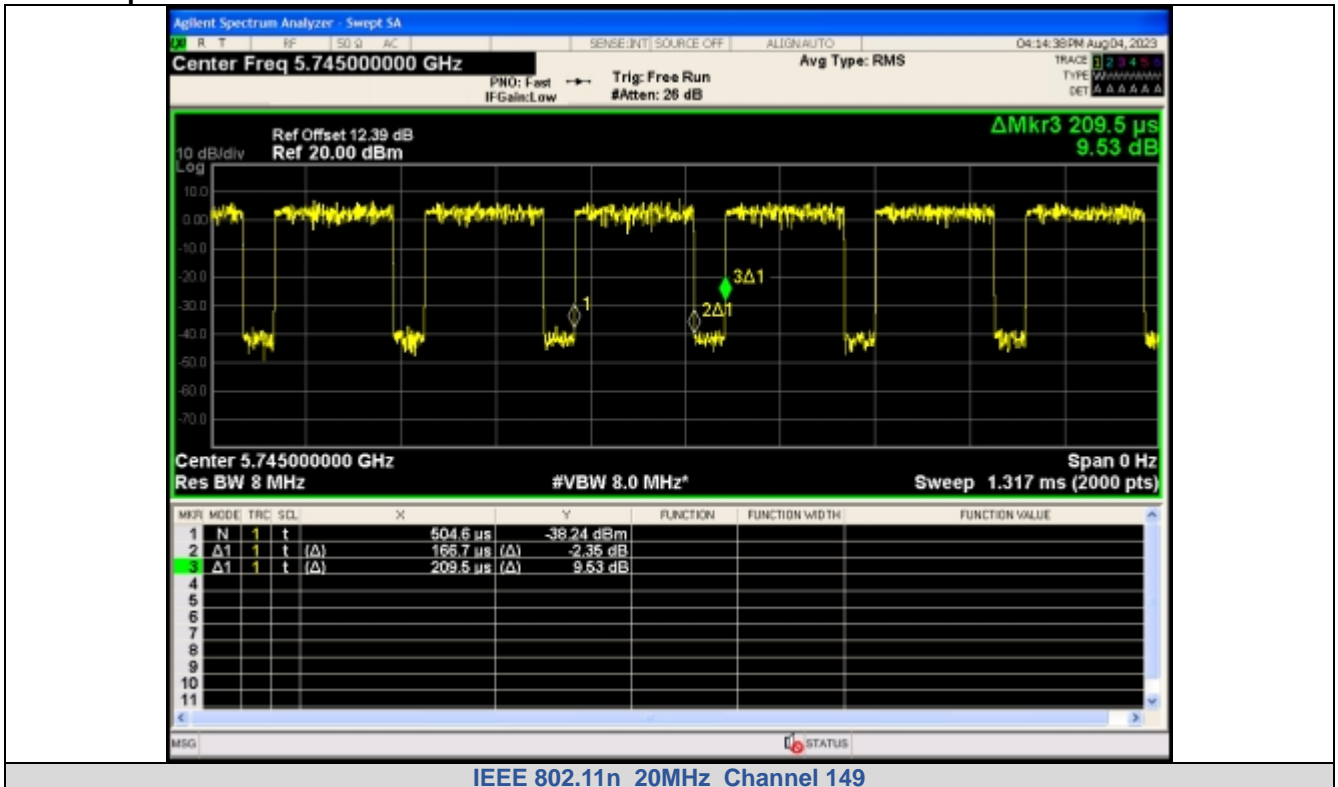 Agilent Spectrum Analyzer - Swept SA
R T RF 50 Ω AC SENSE:INT SOURCE OFF ALIGN AUTO 04:14:38 PM Aug 04, 2023
Center Freq 5.745000000 GHz Avg Type: RMS TRACE 1 2 3 4 5 6
PNO: Fast Trig: Free Run TYPE
IFGain:Low #Atten: 26 dB DET A A A A A A
ΔMkr3 209.5 µs
Ref Offset 12.39 dB
10 dB/div Ref 20.00 dBm 9.53 dB
Log
10.0
0.00
-10.0
-20.0
3Δ1
-30.0
1
2Δ1
-40.0
-50.0
-60.0
-70.0
Center 5.745000000 GHz Span 0 Hz
Res BW 8 MHz #VBW 8.0 MHz* Sweep 1.317 ms (2000 pts)
MKR MODE TRC SCL X Y FUNCTION FUNCTION WIDTH FUNCTION VALUE
1 N 1 t 504.6 µs -38.24 dBm
2 Δ1 1 t (Δ) 166.7 µs (Δ) -2.35 dB
3 Δ1 1 t (Δ) 209.5 µs (Δ) 9.53 dB
4
5
6
7
8
9
10
11
MSG STATUS
IEEE 802.11n 20MHz Channel 149